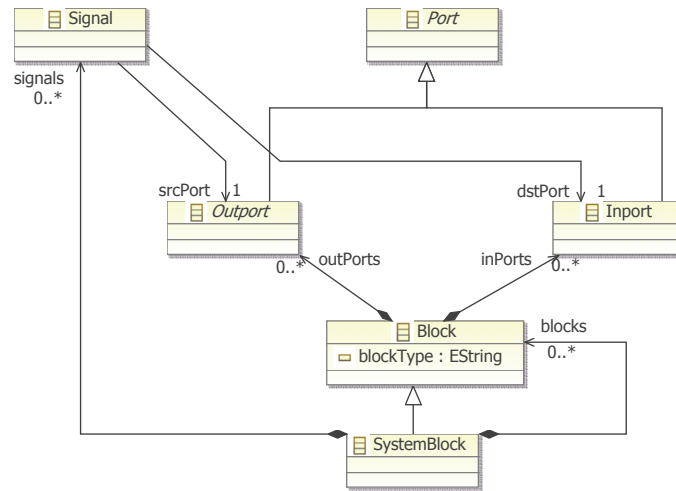 Signal
Port
signals
0..*
srcPort 1
dstPort 1
Outport
Inport
0..*
outPorts
inPorts
0..*
Block
blockType : EString
blocks
0..*
SystemBlock